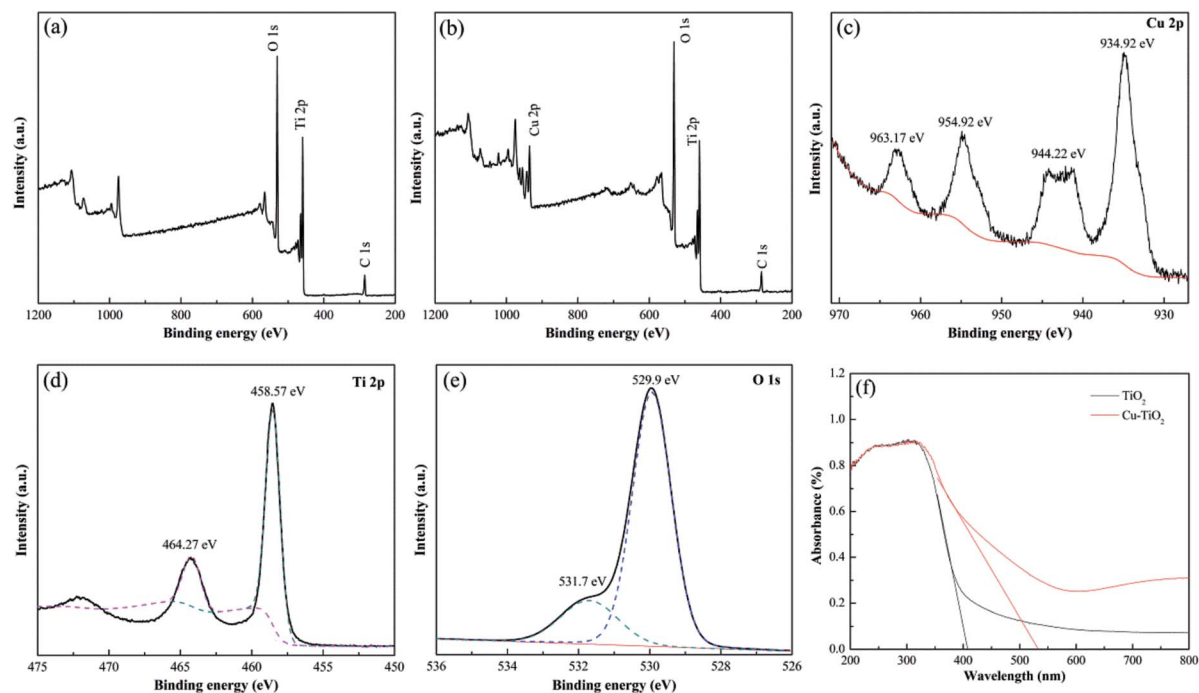 (a)
O 1s
Ti 2p
C 1s
Intensity (a.u.)
1200 1000 800 600 400 200
Binding energy (eV)
(b)
O 1s
Cu 2p
Ti 2p
C 1s
Intensity (a.u.)
1200 1000 800 600 400 200
Binding energy (eV)
(c)
Cu 2p
934.92 eV
954.92 eV
963.17 eV
944.22 eV
Intensity (a.u.)
970 960 950 940 930
Binding energy (eV)
(d)
Ti 2p
458.57 eV
464.27 eV
Intensity (a.u.)
475 465 455 450
Binding energy (eV)
(e)
O 1s
529.9 eV
531.7 eV
Intensity (a.u.)
536 534 532 530 528 526
Binding energy (eV)
(f)
TiO₂
Cu-TiO₂
Absorbance (%)
1.2
1.0
0.8
0.6
0.4
0.2
0.0
200 300 400 500 600 700 800
Wavelength (nm)